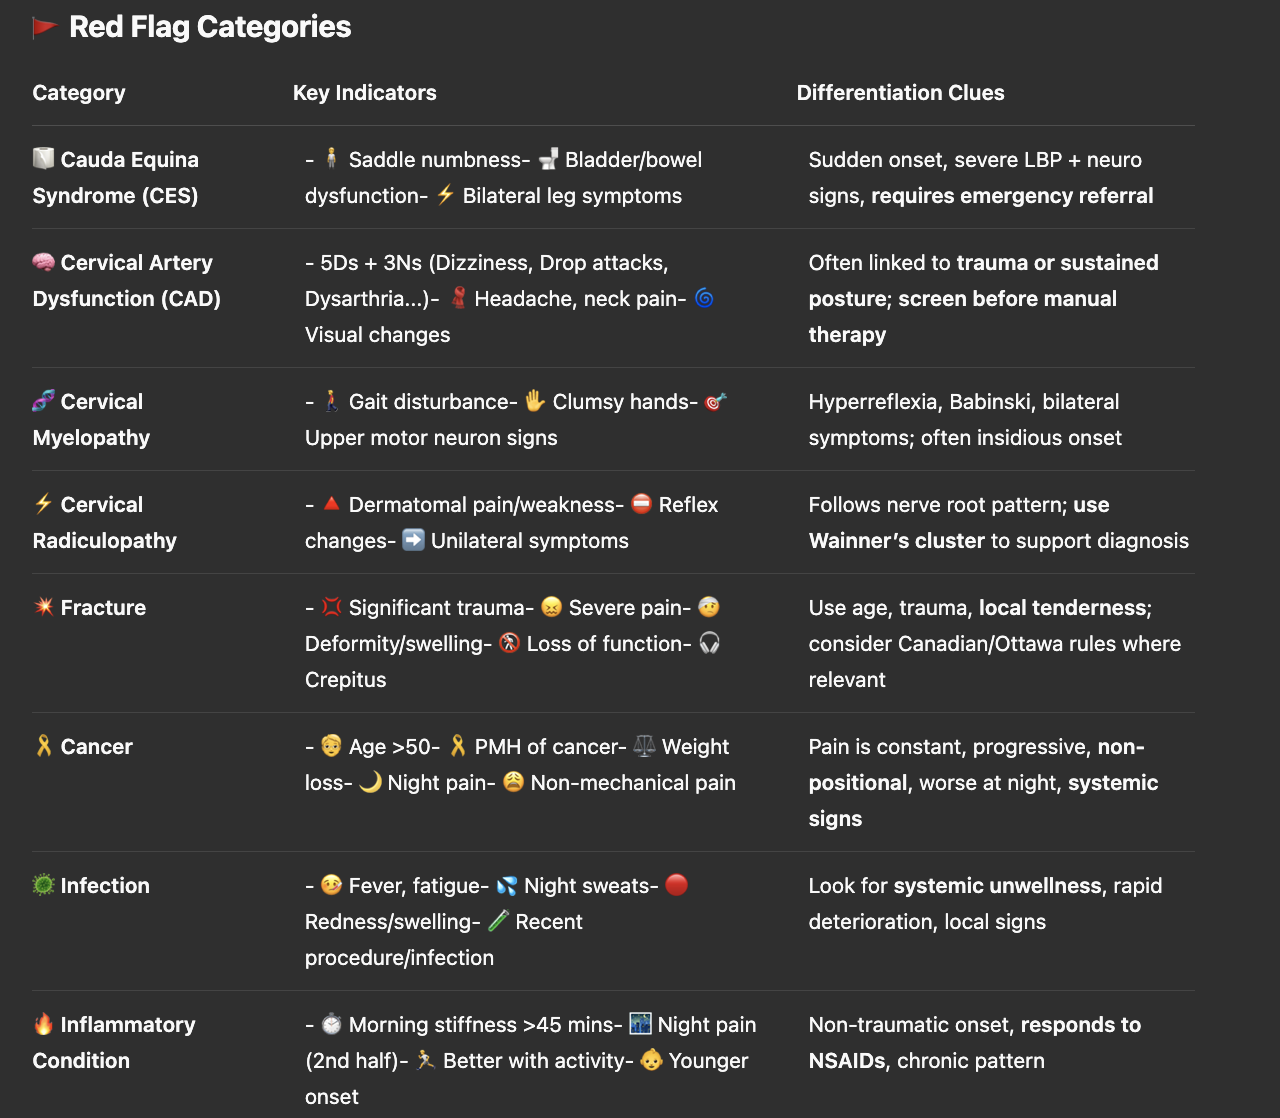 🚩 Red Flag Categories
Category Key Indicators Differentiation Clues
Cauda Equina
Syndrome (CES)
- 🧍 Saddle numbness- 🚽 Bladder/bowel
dysfunction- ⚡ Bilateral leg symptoms
Sudden onset, severe LBP + neuro
signs, requires emergency referral
🧠 Cervical Artery
Dysfunction (CAD)
- 5Ds + 3Ns (Dizziness, Drop attacks,
Dysarthria...)- 🧣 Headache, neck pain- 🌀
Visual changes
Often linked to trauma or sustained
posture; screen before manual
therapy
🧬 Cervical
Myelopathy
- 🚶 Gait disturbance- ✋ Clumsy hands- 🎯
Upper motor neuron signs
Hyperreflexia, Babinski, bilateral
symptoms; often insidious onset
⚡ Cervical
Radiculopathy
- 🔺 Dermatomal pain/weakness- ⛔ Reflex
changes- ➡️ Unilateral symptoms
Follows nerve root pattern; use
Wainner’s cluster to support diagnosis
💥 Fracture
- 💢 Significant trauma- 😖 Severe pain- 🤕
Deformity/swelling- 🚷 Loss of function- 🎧
Crepitus
Use age, trauma, local tenderness;
consider Canadian/Ottawa rules where
relevant
🎗️ Cancer
- 🧓 Age >50- 🎗️ PMH of cancer- ⚖️ Weight
loss- 🌙 Night pain- 😩 Non-mechanical pain
Pain is constant, progressive, non-
positional, worse at night, systemic
signs
🦠 Infection
- 🤒 Fever, fatigue- 💦 Night sweats- 🔴
Redness/swelling- 🧪 Recent
procedure/infection
Look for systemic unwellness, rapid
deterioration, local signs
🔥 Inflammatory
Condition
- ⏱️ Morning stiffness >45 mins- 🌃 Night pain
(2nd half)- 🏃 Better with activity- 👶 Younger
onset
Non-traumatic onset, responds to
NSAIDs, chronic pattern